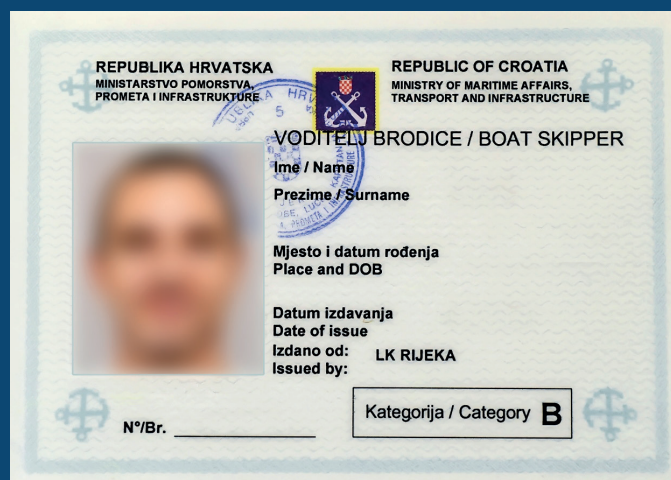 REPUBLIKA HRVATSKA
MINISTARSTVO POMORSTVA,
PROMETA I INFRASTRUKTURE
REPUBLIC OF CROATIA
MINISTRY OF MARITIME AFFAIRS,
TRANSPORT AND INFRASTRUCTURE
VODITELJ BRODICE / BOAT SKIPPER
Ime / Name
Prezime / Surname
Mjesto i datum rođenja
Place and DOB
Datum izdavanja
Date of issue
Izdano od: LK RIJEKA
Issued by:
Kategorija / Category B
N°/Br.